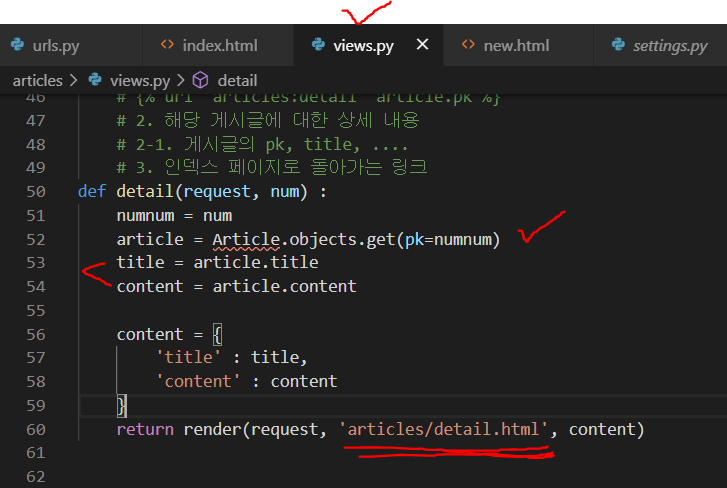 urls.py index.html views.py new.html settings.py
articles > views.py > detail
46 # {% url articles:detail article.pk %}
47 # 2. 해당 게시글에 대한 상세 내용
48 # 2-1. 게시글의 pk, title, ....
49 # 3. 인덱스 페이지로 돌아가는 링크
50 def detail(request, num) :
51 numnum = num
52 article = Article.objects.get(pk=numnum)
53 title = article.title
54 content = article.content
55
56 content = {
57 'title' : title,
58 'content' : content
59 }
60 return render(request, 'articles/detail.html', content)
61
62